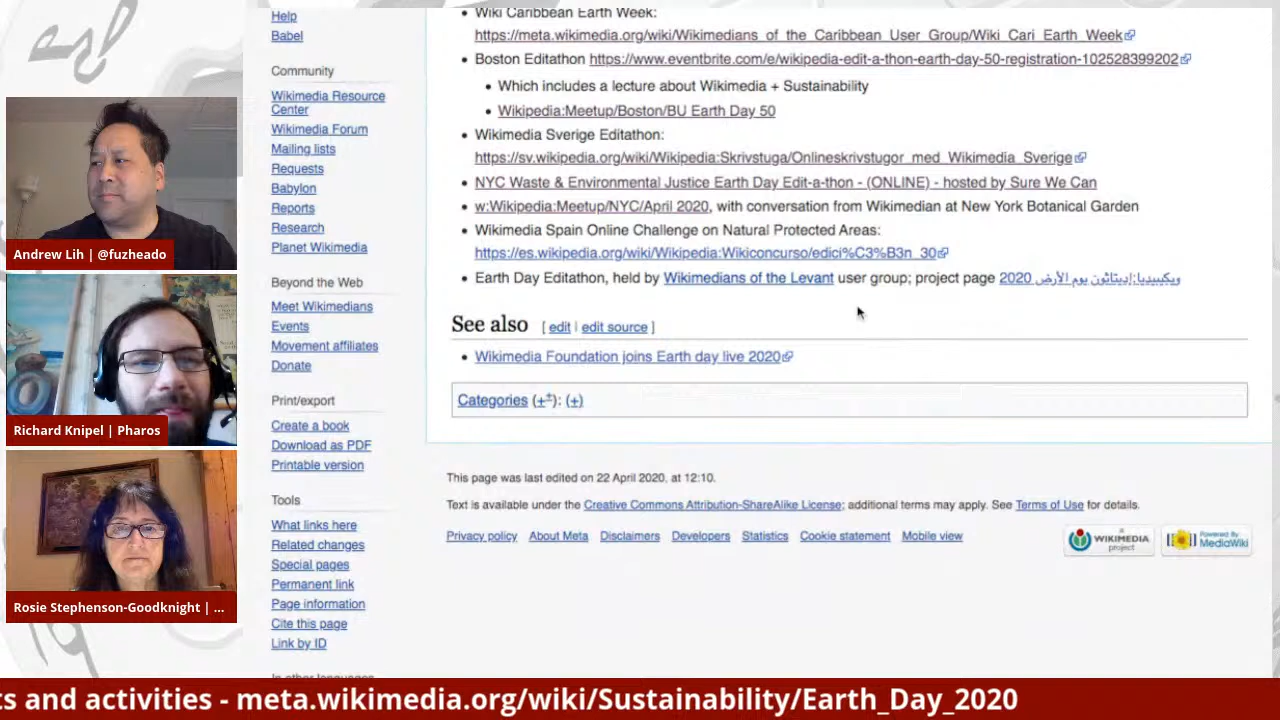 Help
Babel
Community
Wikimedia Resource
Center
Wikimedia Forum
Mailing lists
Requests
Babylon
Reports
Research
Planet Wikimedia
Beyond the Web
Meet Wikimedians
Events
Movement affiliates
Donate
Print/export
Create a book
Download as PDF
Printable version
Tools
What links here
Related changes
Special pages
Permanent link
Page information
Cite this page
Link by ID
In other languages
Wiki Caribbean Earth Week:
https://meta.wikimedia.org/wiki/Wikimedians_of_the_Caribbean_User_Group/Wiki_Cari_Earth_Week
Boston Editathon https://www.eventbrite.com/e/wikipedia-edit-a-thon-earth-day-50-registration-102528399202
Which includes a lecture about Wikimedia + Sustainability
Wikipedia:Meetup/Boston/BU Earth Day 50
Wikimedia Sverige Editathon:
https://sv.wikipedia.org/wiki/Wikipedia:Skrivstuga/Onlineskrivstugor_med_Wikimedia_Sverige
NYC Waste & Environmental Justice Earth Day Edit-a-thon - (ONLINE) - hosted by Sure We Can
w:Wikipedia:Meetup/NYC/April 2020, with conversation from Wikimedian at New York Botanical Garden
Wikimedia Spain Online Challenge on Natural Protected Areas:
https://es.wikipedia.org/wiki/Wikipedia:Wikiconcurso/edici%C3%B3n_30
Earth Day Editathon, held by Wikimedians of the Levant user group; project page ويكيبيديا:إديتاثون يوم الأرض 2020
See also [ edit | edit source ]
Wikimedia Foundation joins Earth day live 2020
Categories (+±): (+)
This page was last edited on 22 April 2020, at 12:10.
Text is available under the Creative Commons Attribution-ShareAlike License; additional terms may apply. See Terms of Use for details.
Privacy policy About Meta Disclaimers Developers Statistics Cookie statement Mobile view
a WIKIMEDIA project
Powered By MediaWiki
Andrew Lih | @fuzheado
Richard Knipel | Pharos
Rosie Stephenson-Goodknight | ...
ts and activities - meta.wikimedia.org/wiki/Sustainability/Earth_Day_2020